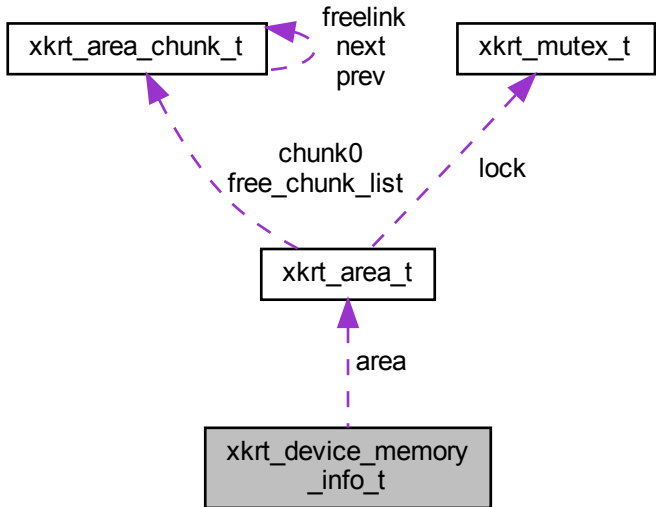 xkrt_area_chunk_t
freelink
next
prev
xkrt_mutex_t
chunk0
free_chunk_list
lock
xkrt_area_t
area
xkrt_device_memory
_info_t